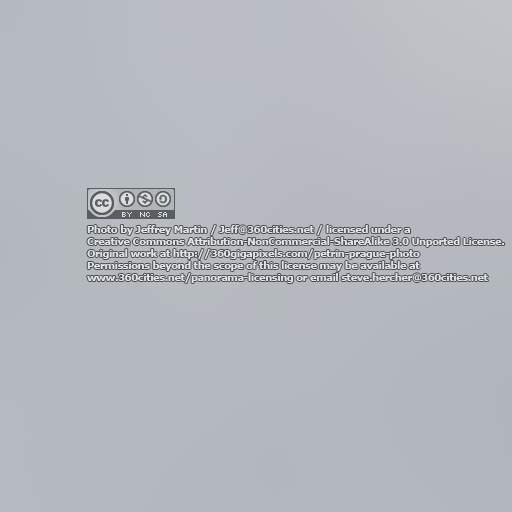 cc
BY NC SA
Photo by Jeffrey Martin / Jeff@360cities.net / licensed under a
Creative Commons Attribution-NonCommercial-ShareAlike 3.0 Unported License.
Original work at http://360gigapixels.com/petrin-prague-photo
Permissions beyond the scope of this license may be available at
www.360cities.net/panorama-licensing or email steve.hercher@360cities.net